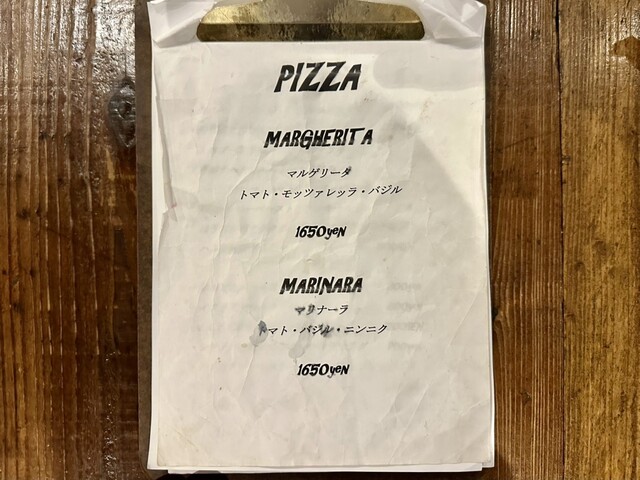 PIZZA
MARGHERITA
マルゲリータ
トマト・モッツァレッラ・バジル
1650yeN
MARINARA
マリナーラ
トマト・バジル・ニンニク
1650yeN